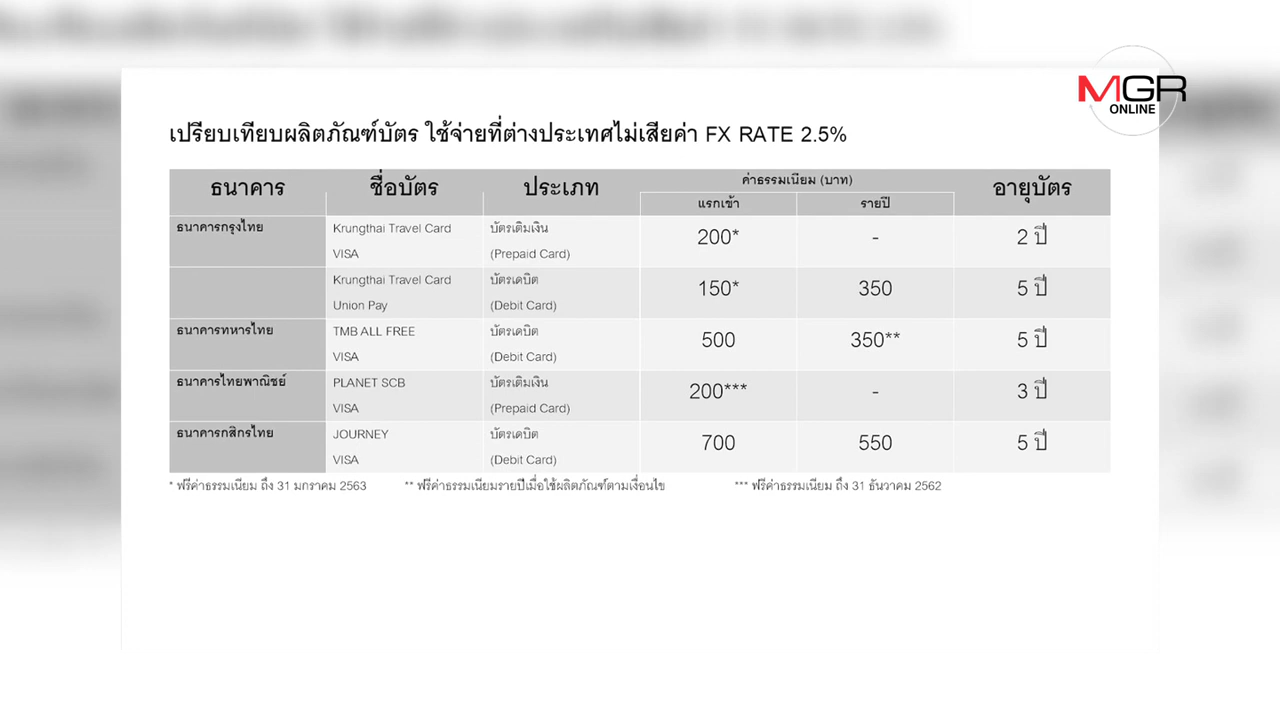 MGR
ONLINE
เปรียบเทียบผลิตภัณฑ์บัตร ใช้จ่ายที่ต่างประเทศไม่เสียค่า FX RATE 2.5%
ธนาคาร ชื่อบัตร ประเภท ค่าธรรมเนียม (บาท) อายุบัตร
แรกเข้า รายปี
ธนาคารกรุงไทย Krungthai Travel Card บัตรเติมเงิน 200* - 2 ปี
VISA (Prepaid Card)
Krungthai Travel Card บัตรเดบิต 150* 350 5 ปี
Union Pay (Debit Card)
ธนาคารทหารไทย TMB ALL FREE บัตรเดบิต 500 350** 5 ปี
VISA (Debit Card)
ธนาคารไทยพาณิชย์ PLANET SCB บัตรเติมเงิน 200*** - 3 ปี
VISA (Prepaid Card)
ธนาคารกสิกรไทย JOURNEY บัตรเดบิต 700 550 5 ปี
VISA (Debit Card)
* ฟรีค่าธรรมเนียม ถึง 31 มกราคม 2563 ** ฟรีค่าธรรมเนียมรายปีเมื่อใช้ผลิตภัณฑ์ตามเงื่อนไข *** ฟรีค่าธรรมเนียม ถึง 31 ธันวาคม 2562